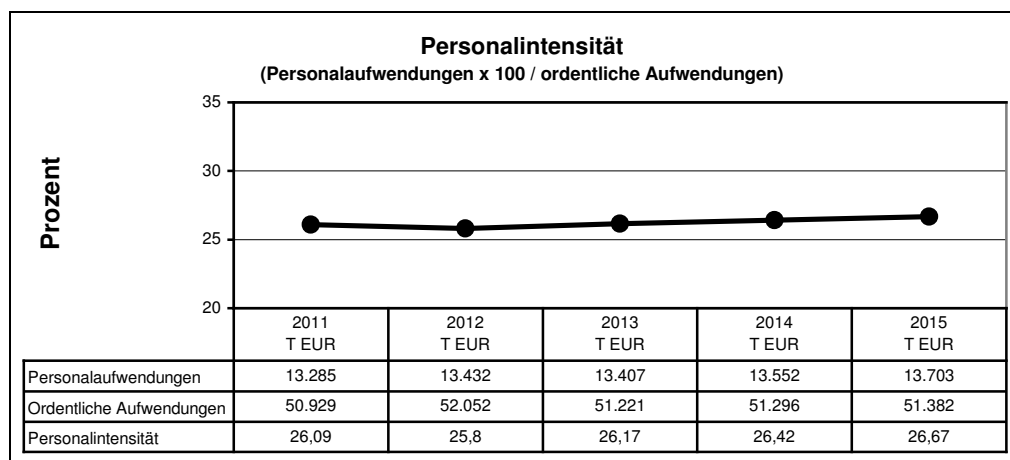 Personalintensität
(Personalaufwendungen x 100 / ordentliche Aufwendungen)
Prozent
35
30
25
20
2011 2012 2013 2014 2015
T EUR T EUR T EUR T EUR T EUR
Personalaufwendungen 13.285 13.432 13.407 13.552 13.703
Ordentliche Aufwendungen 50.929 52.052 51.221 51.296 51.382
Personalintensität 26,09 25,8 26,17 26,42 26,67